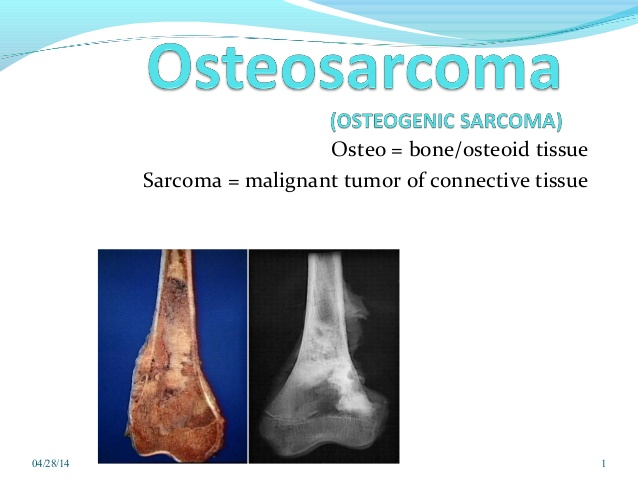 Osteosarcoma
(OSTEOGENIC SARCOMA)
Osteo = bone/osteoid tissue
Sarcoma = malignant tumor of connective tissue
04/28/14
1